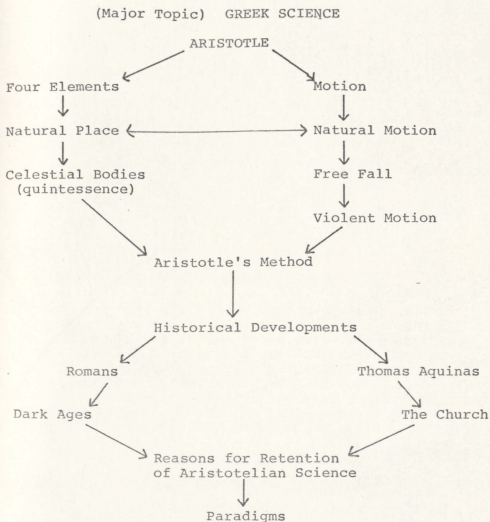 (Major Topic) GREEK SCIENCE
ARISTOTLE
Four Elements
Motion
Natural Place
Natural Motion
Celestial Bodies
(quintessence)
Free Fall
Violent Motion
Aristotle's Method
Historical Developments
Romans
Thomas Aquinas
Dark Ages
The Church
Reasons for Retention
of Aristotelian Science
Paradigms